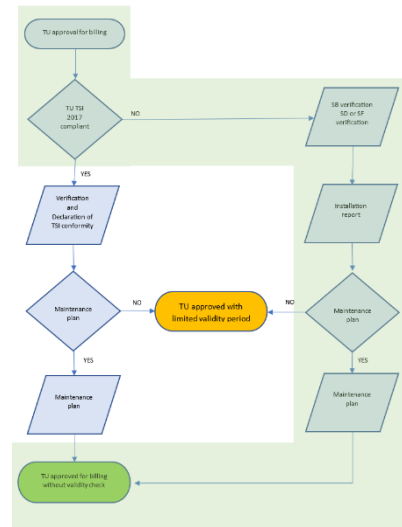 TU approval for billing
TU TSI
2017
compliant
NO
SB verification
SD or SF
verification.
YES
Verification
and
Declaration of
TSI conformity
Installation
report
Maintenance
plan
NO
TU approved with
limited validity period
NO
Maintenance
plan
YES
YES
Maintenance
plan
Maintenance
plan
TU approved for billing
without validity check